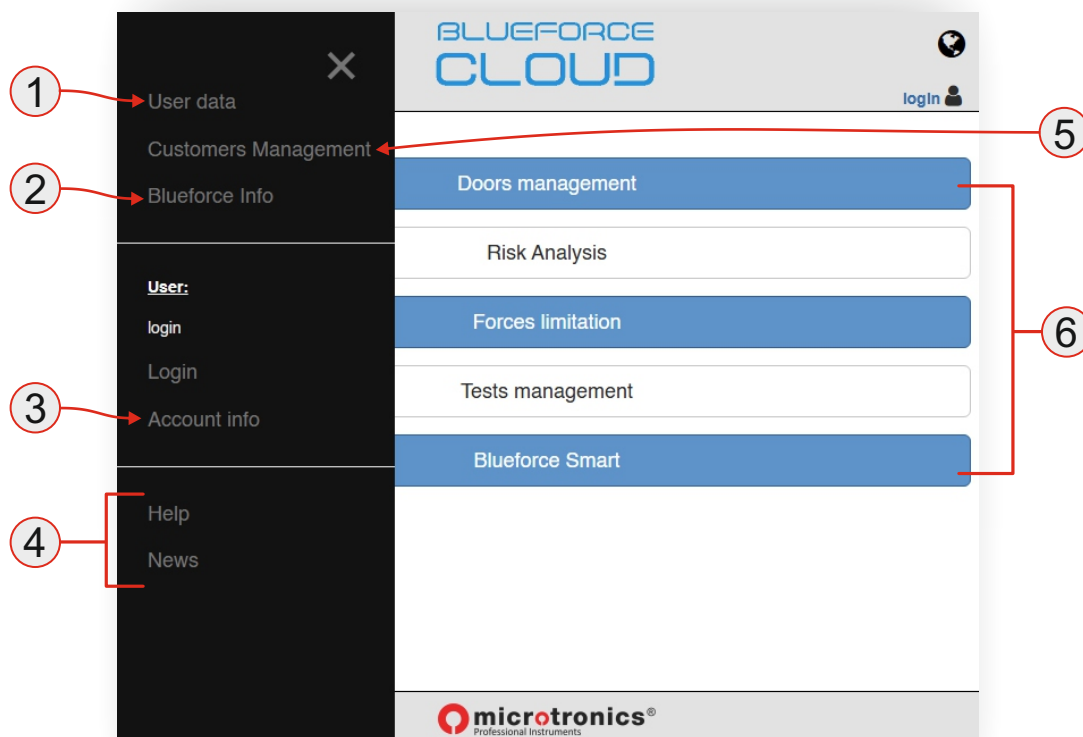 BLUEFORCE
CLOUD
logIn
1
User data
5
Customers Management
2
Blueforce Info
Doors management
Risk Analysis
User:
login
Forces limitation
6
Login
3
Account info
Tests management
Blueforce Smart
4
Help
News
microtronics®
Professional Instruments